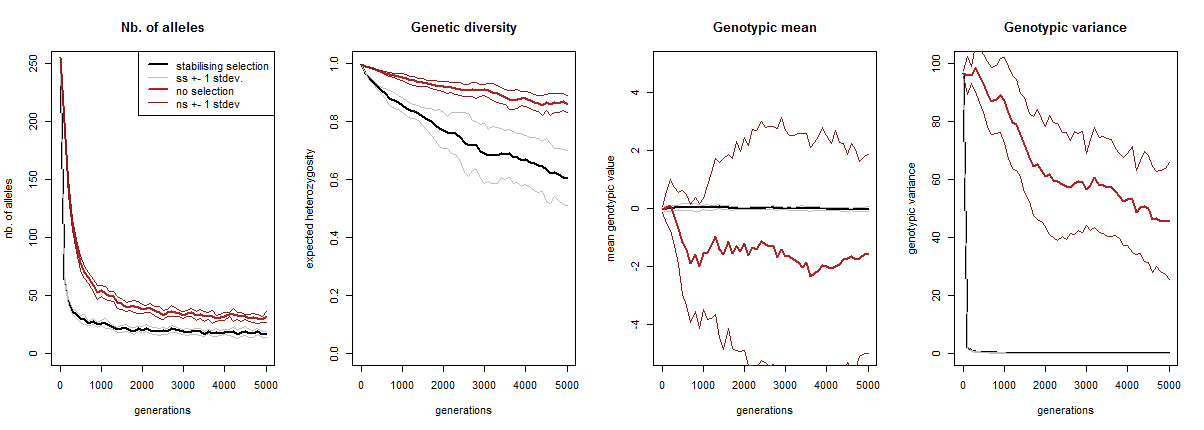 Nb. of alleles
nb. of alleles
250
200
150
100
50
0
stabilising selection
ss +- 1 stdev.
no selection
ns +- 1 stdev
0 1000 2000 3000 4000 5000
generations
Genetic diversity
expected heterozygosity
1.0
0.8
0.6
0.4
0.2
0.0
0 1000 2000 3000 4000 5000
generations
Genotypic mean
mean genotypic value
4
2
0
-2
-4
0 1000 2000 3000 4000 5000
generations
Genotypic variance
genotypic variance
100
80
60
40
20
0
0 1000 2000 3000 4000 5000
generations